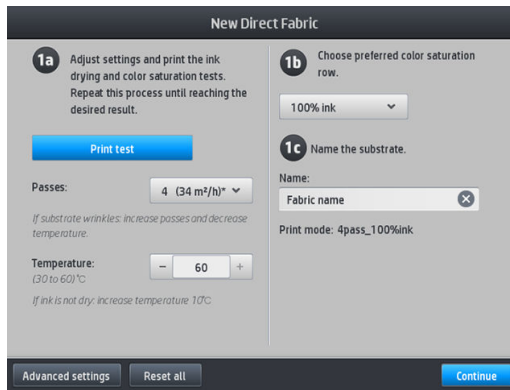 New Direct Fabric
1a
Adjust settings and print the ink
drying and color saturation tests.
Repeat this process until reaching the
desired result.
Print test
Passes:
4 (34 m²/h)*
If substrate wrinkles: increase passes and decrease
temperature.
Temperature:
(30 to 60)°C
− 60 +
If ink is not dry: increase temperature 10°C
1b
Choose preferred color saturation
row.
100% ink
1c
Name the substrate.
Name:
Fabric name
Print mode: 4pass_100%ink
Advanced settings
Reset all
Continue